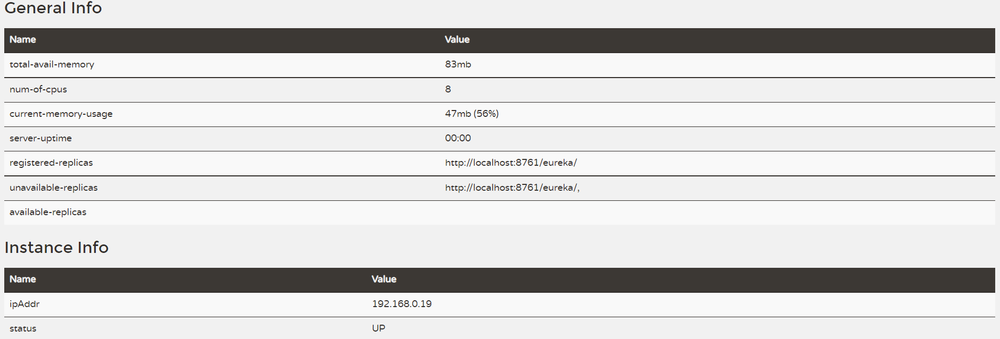 General Info
Name Value
total-avail-memory 83mb
num-of-cpus 8
current-memory-usage 47mb (56%)
server-uptime 00:00
registered-replicas http://localhost:8761/eureka/
unavailable-replicas http://localhost:8761/eureka/,
available-replicas
Instance Info
Name Value
ipAddr 192.168.0.19
status UP